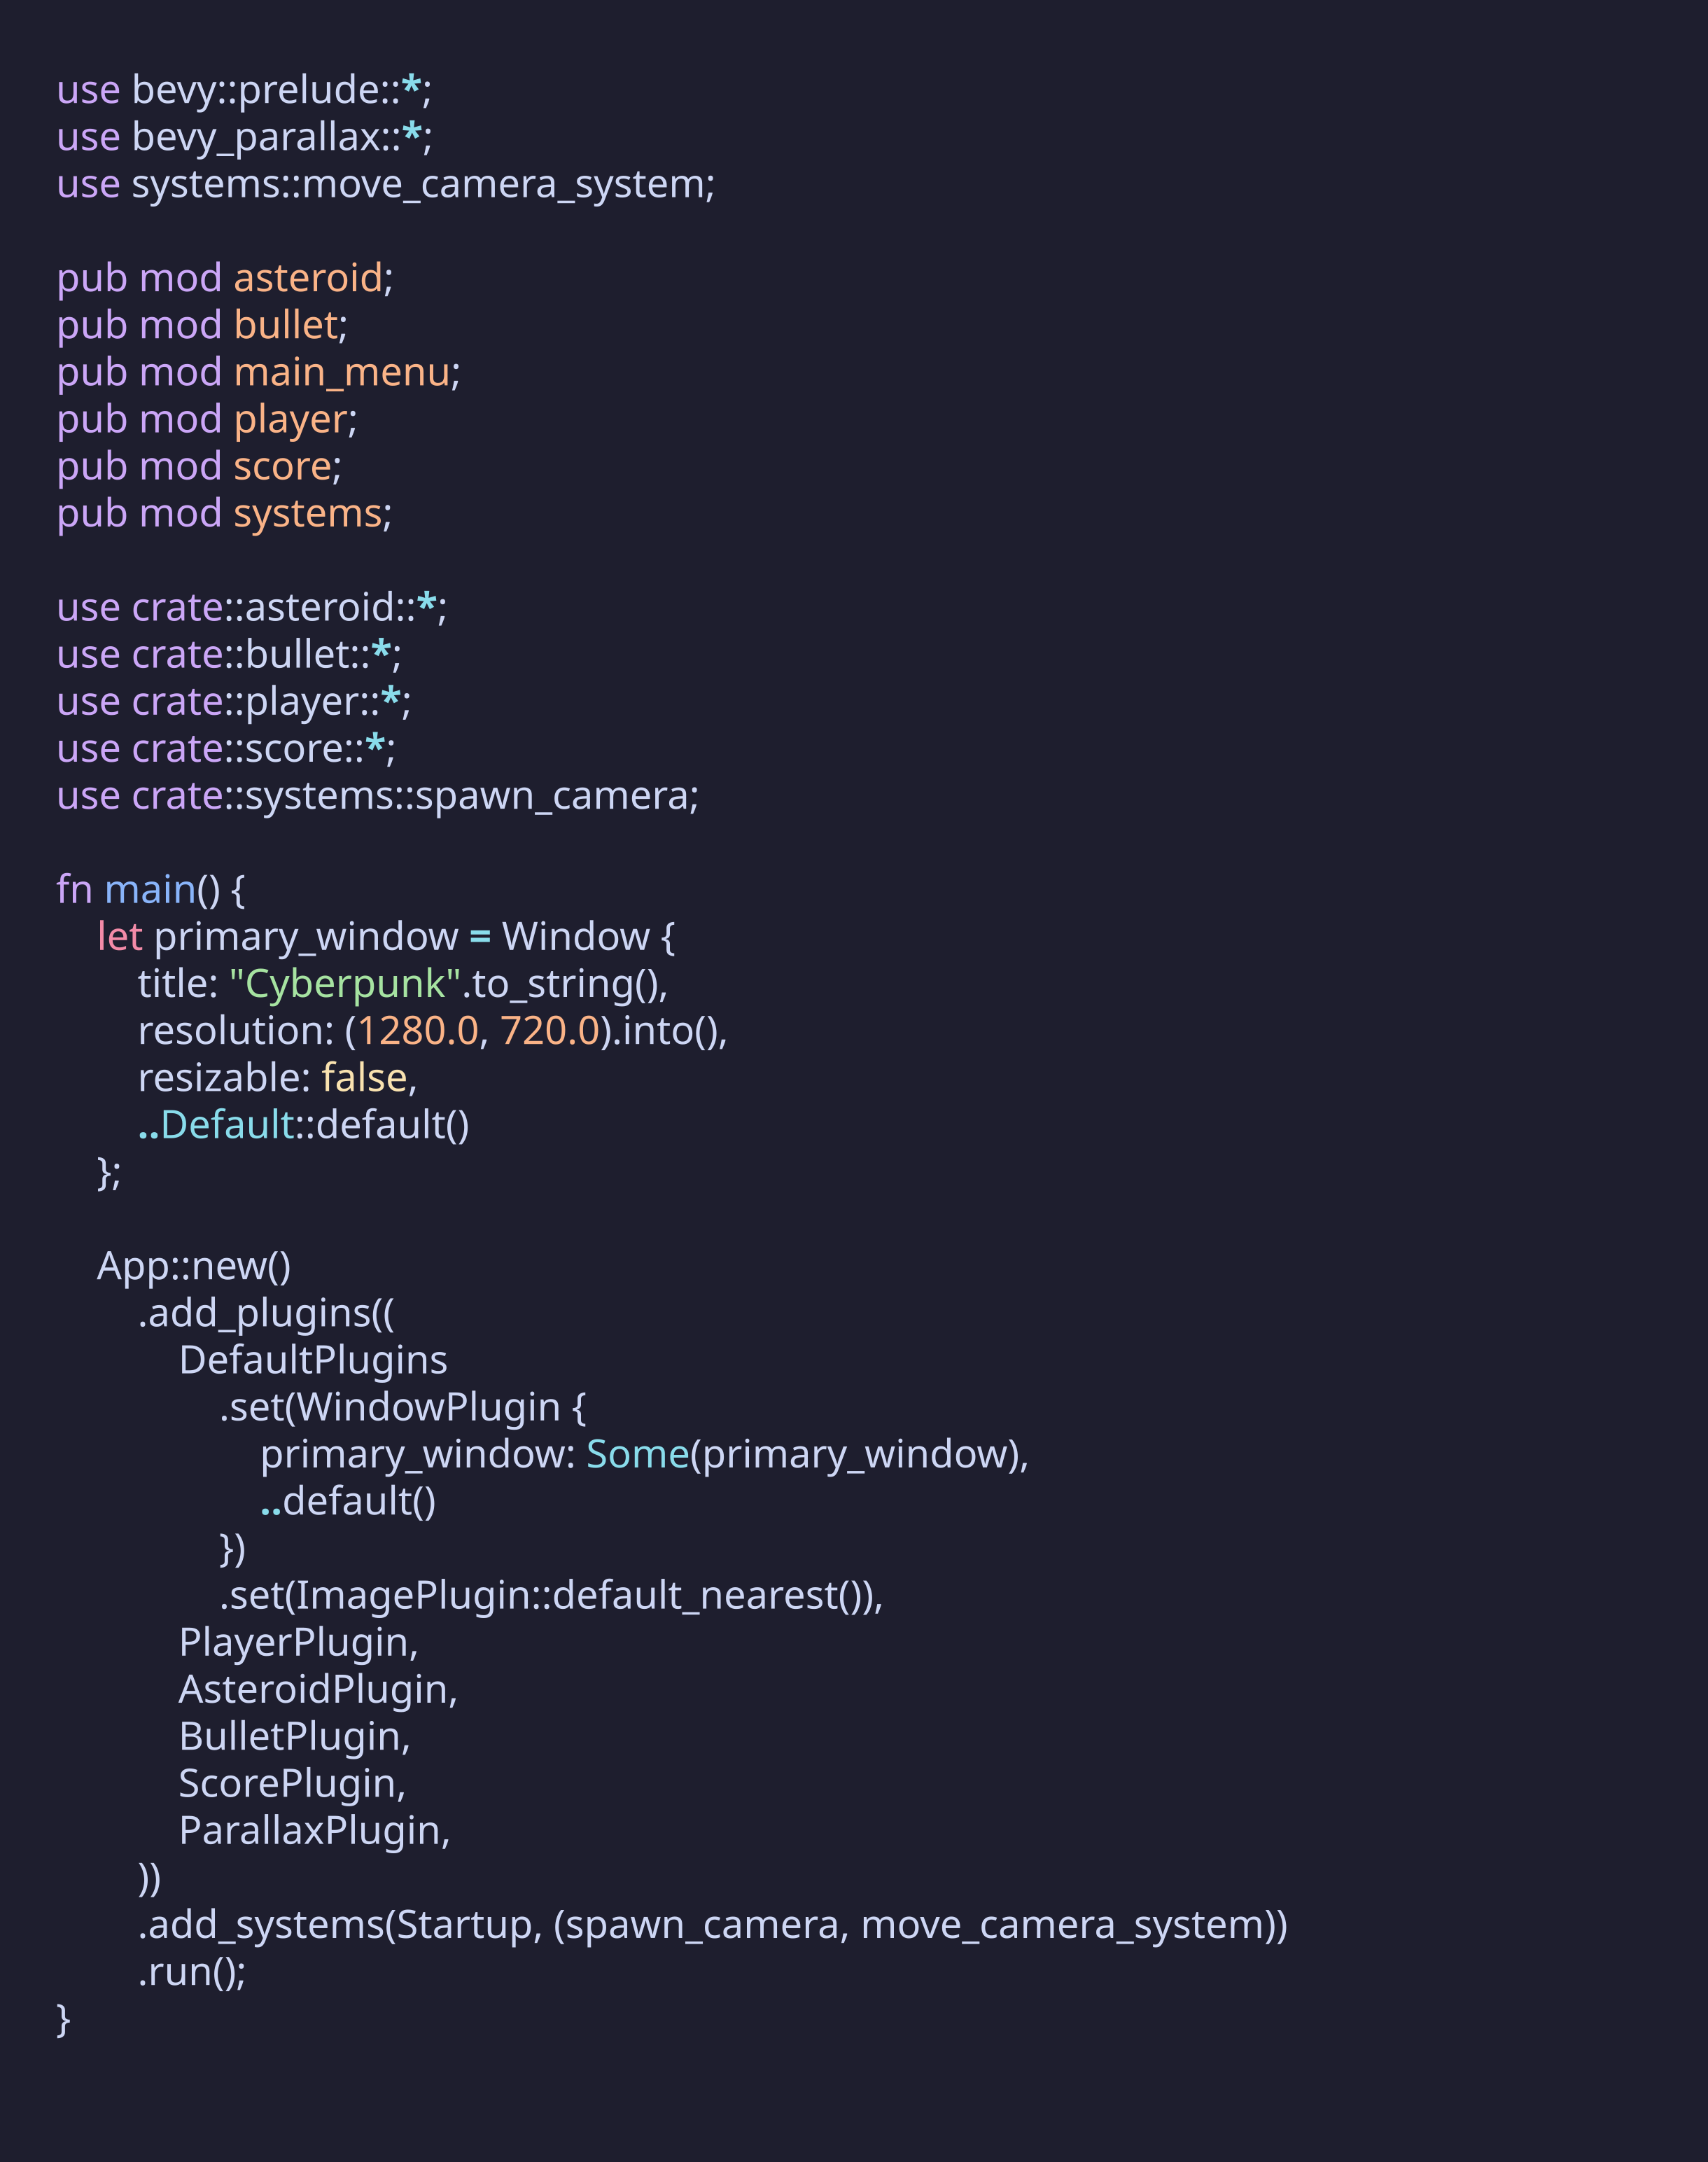 use bevy::prelude::*;
use bevy_parallax::*;
use systems::move_camera_system;

pub mod asteroid;
pub mod bullet;
pub mod main_menu;
pub mod player;
pub mod score;
pub mod systems;

use crate::asteroid::*;
use crate::bullet::*;
use crate::player::*;
use crate::score::*;
use crate::systems::spawn_camera;

fn main() {
    let primary_window = Window {
        title: "Cyberpunk".to_string(),
        resolution: (1280.0, 720.0).into(),
        resizable: false,
        ..Default::default()
    };

    App::new()
        .add_plugins((
            DefaultPlugins
                .set(WindowPlugin {
                    primary_window: Some(primary_window),
                    ..default()
                })
                .set(ImagePlugin::default_nearest()),
            PlayerPlugin,
            AsteroidPlugin,
            BulletPlugin,
            ScorePlugin,
            ParallaxPlugin,
        ))
        .add_systems(Startup, (spawn_camera, move_camera_system))
        .run();
}